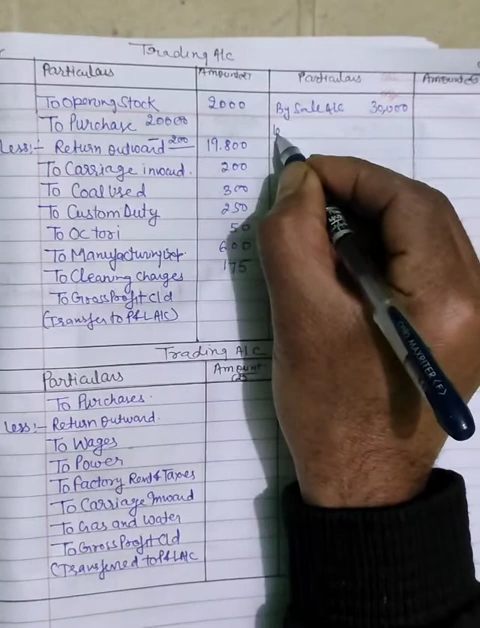 Trading A/C
Particulars Amount Particulars Amount
To Opening Stock 2000 By Sale A/C 30,000
To Purchase 20000
Less:- Return outward 200 19.800
To Carriage inward. 200
To Coal Used 300
To Custom Duty 250
To Octori 50
To Manufacturing 600
To Cleaning Charges 175
To Gross Profit C/d
(Transfer to P&L A/C)
Trading A/C
Particulars Amount
To Purchases.
Less:- Return Outward.
To Wages
To Power
To Factory Rent & Taxes
To Carriage Inward
To Gas and Water
To Gross Profit C/d
(Transferred to P&L A/C